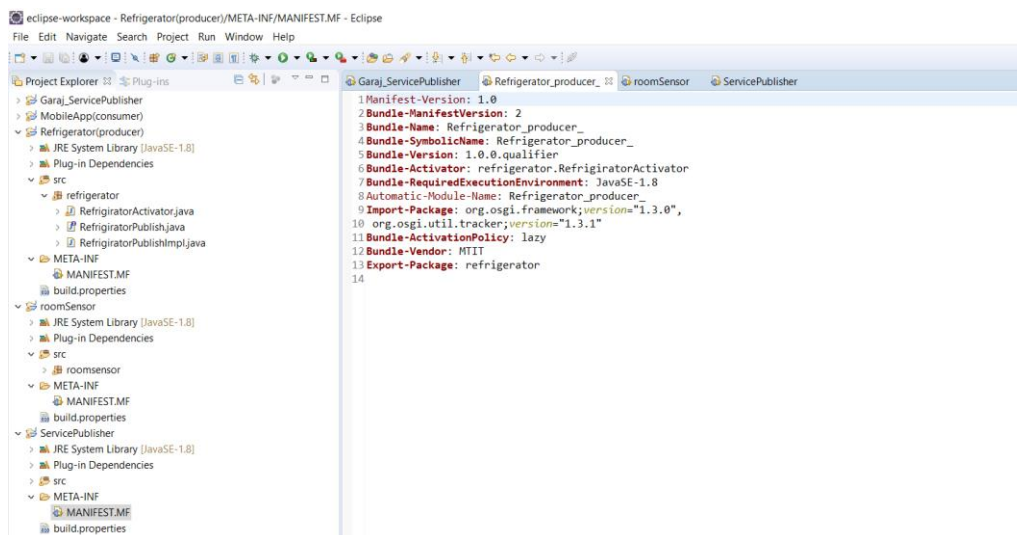 eclipse-workspace - Refrigerator(producer)/META-INF/MANIFEST.MF - Eclipse
File Edit Navigate Search Project Run Window Help
Project Explorer Plug-ins
Garaj_ServicePublisher
MobileApp(consumer)
Refrigerator(producer)
JRE System Library [JavaSE-1.8]
Plug-in Dependencies
src
refrigerator
RefrigiratorActivator.java
RefrigiratorPublish.java
RefrigiratorPublishImpl.java
META-INF
MANIFEST.MF
build.properties
roomSensor
JRE System Library [JavaSE-1.8]
Plug-in Dependencies
src
roomsensor
META-INF
MANIFEST.MF
build.properties
ServicePublisher
JRE System Library [JavaSE-1.8]
Plug-in Dependencies
src
META-INF
MANIFEST.MF
build.properties
Garaj_ServicePublisher Refrigerator_producer_ roomSensor ServicePublisher
1 Manifest-Version: 1.0
2 Bundle-ManifestVersion: 2
3 Bundle-Name: Refrigerator_producer_
4 Bundle-SymbolicName: Refrigerator_producer_
5 Bundle-Version: 1.0.0.qualifier
6 Bundle-Activator: refrigerator.RefrigiratorActivator
7 Bundle-RequiredExecutionEnvironment: JavaSE-1.8
8 Automatic-Module-Name: Refrigerator_producer_
9 Import-Package: org.osgi.framework;version="1.3.0",
10 org.osgi.util.tracker;version="1.3.1"
11 Bundle-ActivationPolicy: lazy
12 Bundle-Vendor: MTIT
13 Export-Package: refrigerator
14